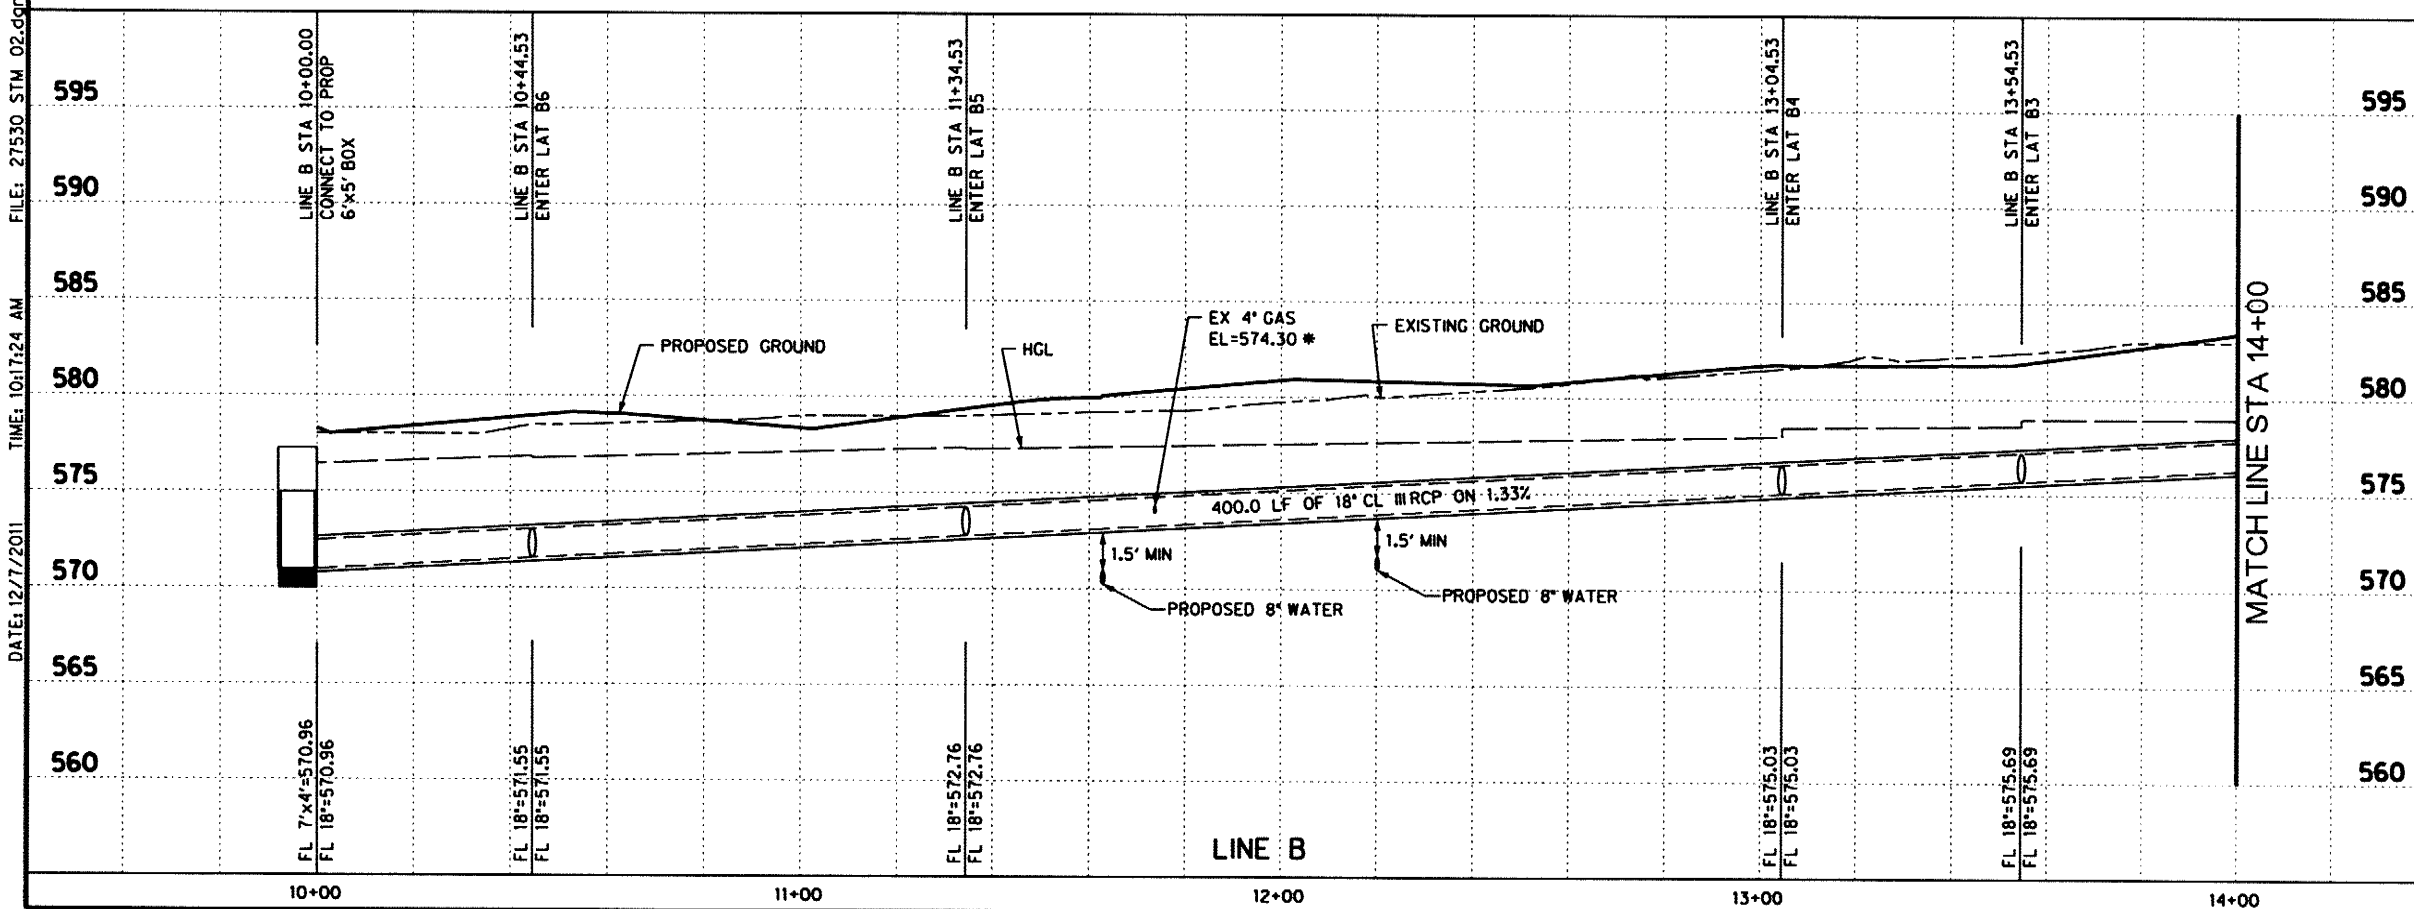 DATE: 12/7/2011 TIME: 10:17:24 AM FILE: 27530 STM 02.dgn
LINE B STA 10+00.00
CONNECT TO PROP
6'x5' BOX
LINE B STA 10+44.53
ENTER LAT B6
LINE B STA 11+34.53
ENTER LAT B5
LINE B STA 13+04.53
ENTER LAT B4
LINE B STA 13+54.53
ENTER LAT B3
595
590
585
580
575
570
565
560
595
590
585
580
575
570
565
560
PROPOSED GROUND
HGL
EX 4" GAS
EL=574.30 *
EXISTING GROUND
400.0 LF OF 18" CL III RCP ON 1.33%
1.5' MIN
1.5' MIN
PROPOSED 8" WATER
PROPOSED 8" WATER
MATCH LINE STA 14+00
FL 7'x4'=570.96
FL 18"=570.96
FL 18"=571.55
FL 18"=571.55
FL 18"=572.76
FL 18"=572.76
FL 18"=575.03
FL 18"=575.03
FL 18"=575.69
FL 18"=575.69
LINE B
10+00
11+00
12+00
13+00
14+00